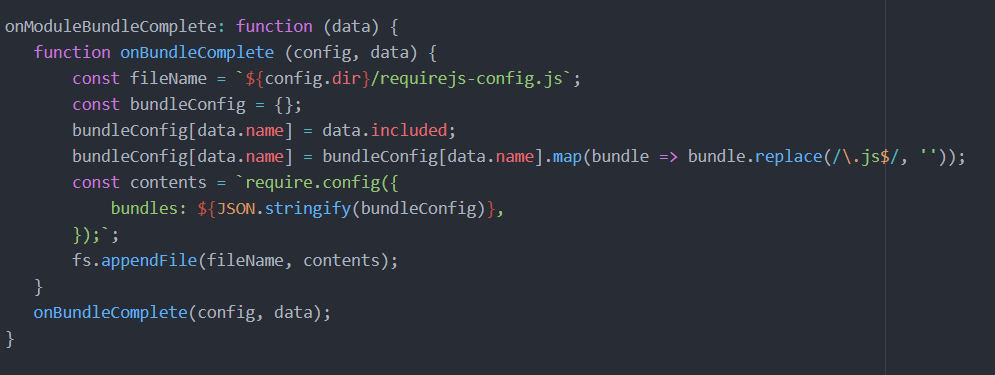 onModuleBundleComplete: function (data) {
function onBundleComplete (config, data) {
const fileName = `${config.dir}/requirejs-config.js`;
const bundleConfig = {};
bundleConfig[data.name] = data.included;
bundleConfig[data.name] = bundleConfig[data.name].map(bundle => bundle.replace(/\.js$/, ''));
const contents = `require.config({
bundles: ${JSON.stringify(bundleConfig)},
});`;
fs.appendFile(fileName, contents);
}
onBundleComplete(config, data);
}